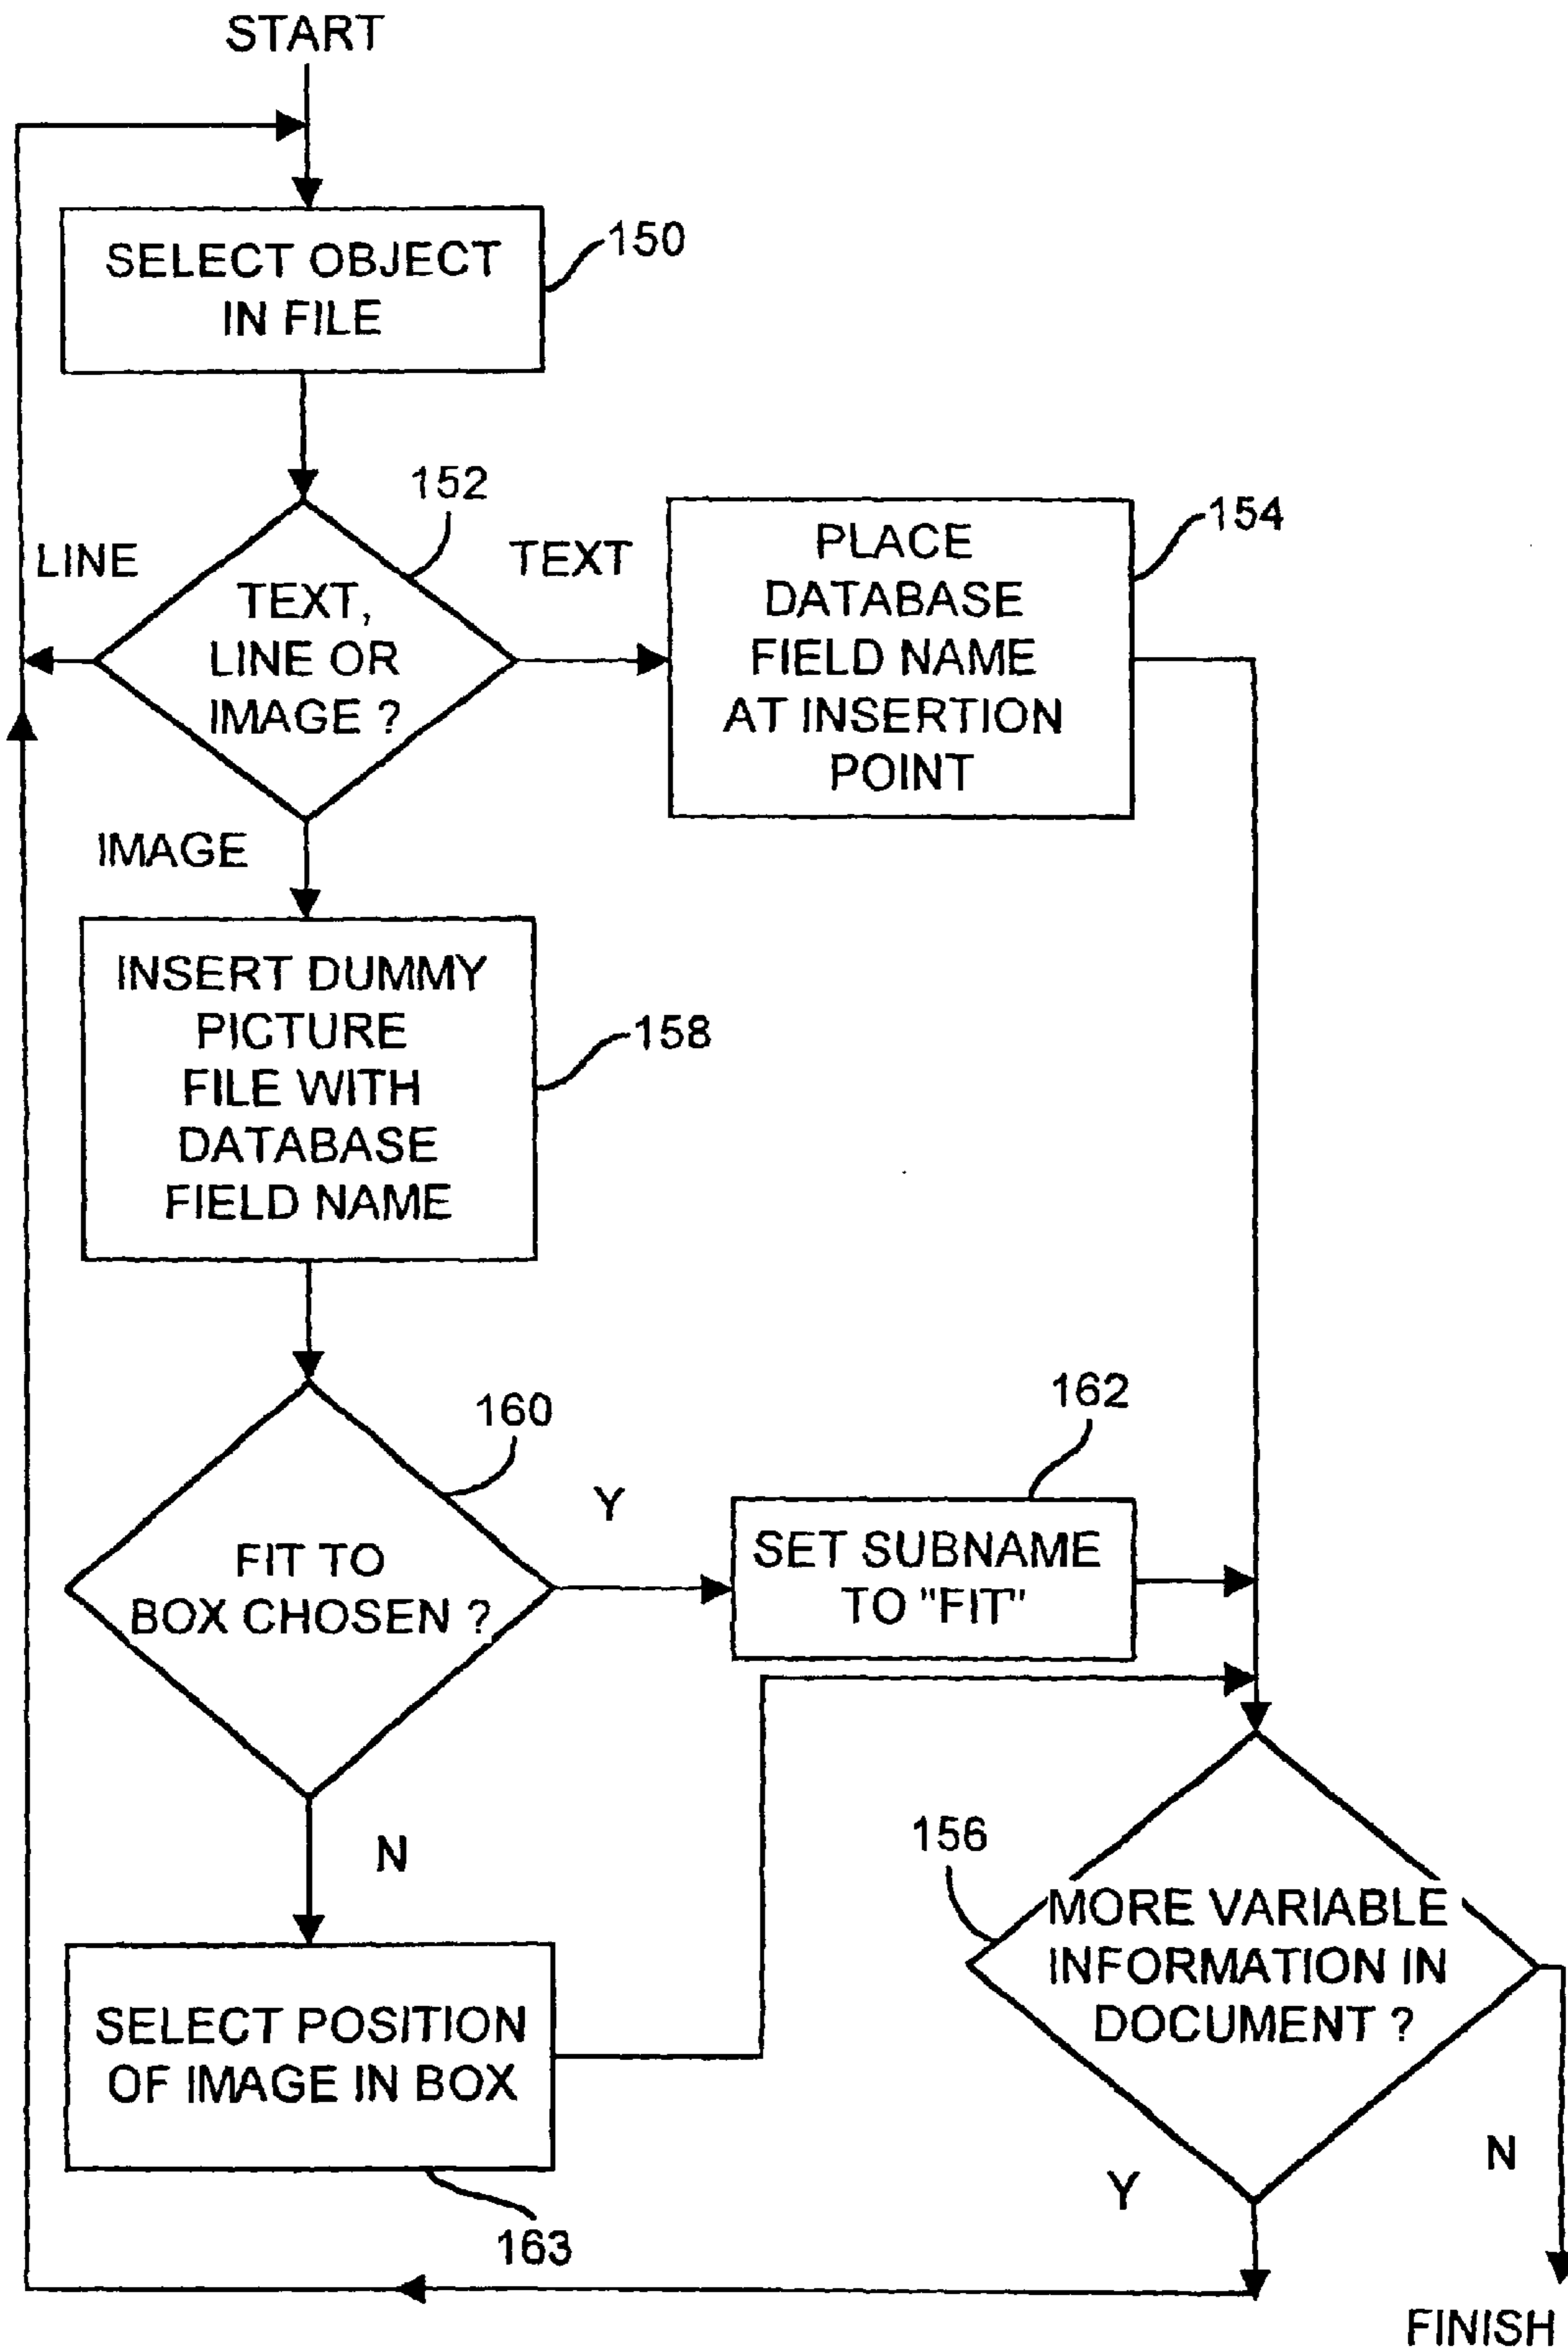 START
SELECT OBJECT
IN FILE
150
152
LINE
TEXT
TEXT,
LINE OR
IMAGE ?
PLACE
DATABASE
FIELD NAME
AT INSERTION
POINT
154
IMAGE
INSERT DUMMY
PICTURE
FILE WITH
DATABASE
FIELD NAME
158
160
FIT TO
BOX CHOSEN ?
Y
162
SET SUBNAME
TO "FIT"
N
SELECT POSITION
OF IMAGE IN BOX
163
156
MORE VARIABLE
INFORMATION IN
DOCUMENT ?
Y
N
FINISH